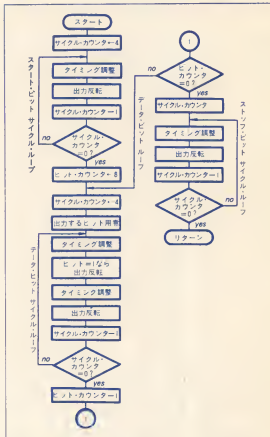 スタート
サイクル・カウンタ←4
タイミング調整
出力反転
サイクル・カウンター1
サイクル・
カウンタ
=0?
no
yes
スタート・ビット サイクル・ループ
ビット・カウンタ←8
サイクル・カウンタ←4
出力するビット用意
タイミング調整
ビット=1なら
出力反転
タイミング調整
出力反転
サイクル・カウンター1
サイクル・
カウンタ
=0?
no
yes
データ・ビット サイクル・ループ
ビット・カウンター1
1
1
ビット・
カウンタ
=0?
no
yes
データ・ビット ループ
サイクル・カウンタ
タイミング調整
出力反転
サイクル・カウンター1
サイクル・
カウンタ
=0?
no
yes
ストップ・ビット サイクル・ループ
リターン